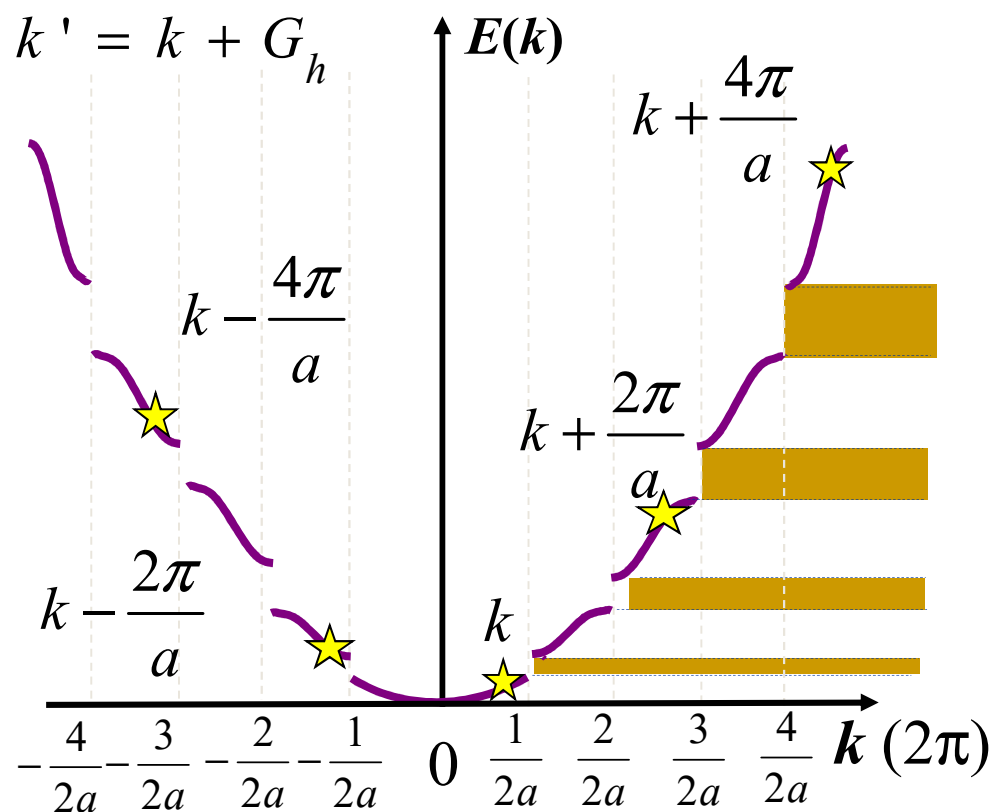 k ' = k + G_h
E(k)
k + 4π/a
k − 4π/a
k + 2π/a
k − 2π/a
k
−4/2a −3/2a −2/2a −1/2a 0 1/2a 2/2a 3/2a 4/2a k (2π)